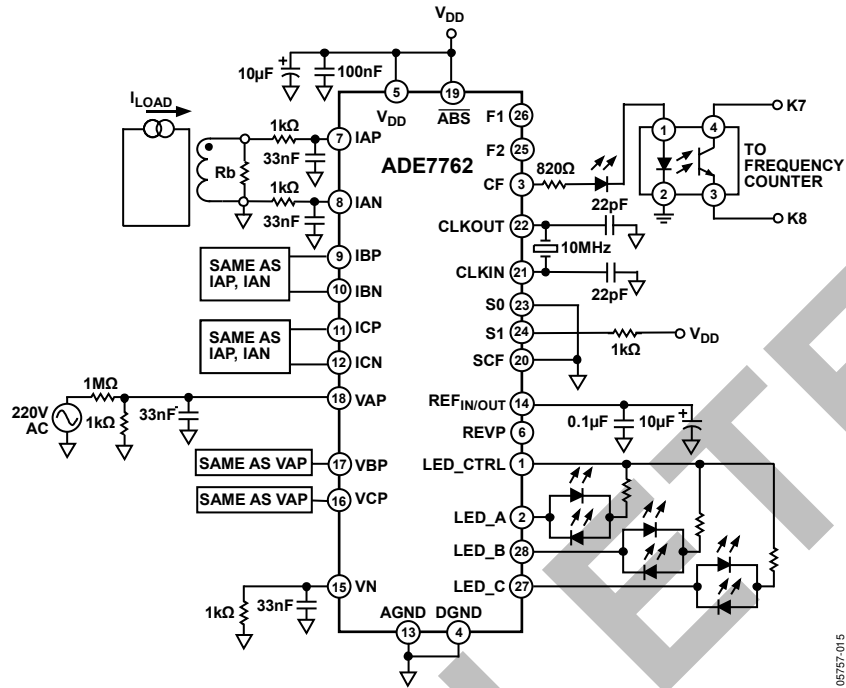 VDD
10µF
+
100nF
5
19
VDD
ABS
ILOAD
1kΩ
7
IAP
33nF
Rb
1kΩ
8
IAN
33nF
9
IBP
SAME AS
IAP, IAN
10
IBN
11
ICP
SAME AS
IAP, IAN
12
ICN
1MΩ
18
VAP
220V
AC
1kΩ
33nF
SAME AS VAP
17
VBP
SAME AS VAP
16
VCP
15
VN
1kΩ
33nF
AGND
DGND
13
4
ADE7762
F1
26
F2
25
CF
3
820Ω
1
4
K7
TO
FREQUENCY
COUNTER
2
3
K8
22pF
CLKOUT
22
10MHz
CLKIN
21
22pF
S0
23
S1
24
1kΩ
VDD
SCF
20
REFIN/OUT
14
0.1µF
10µF
+
REVP
6
LED_CTRL
1
LED_A
2
LED_B
28
LED_C
27
05757-015